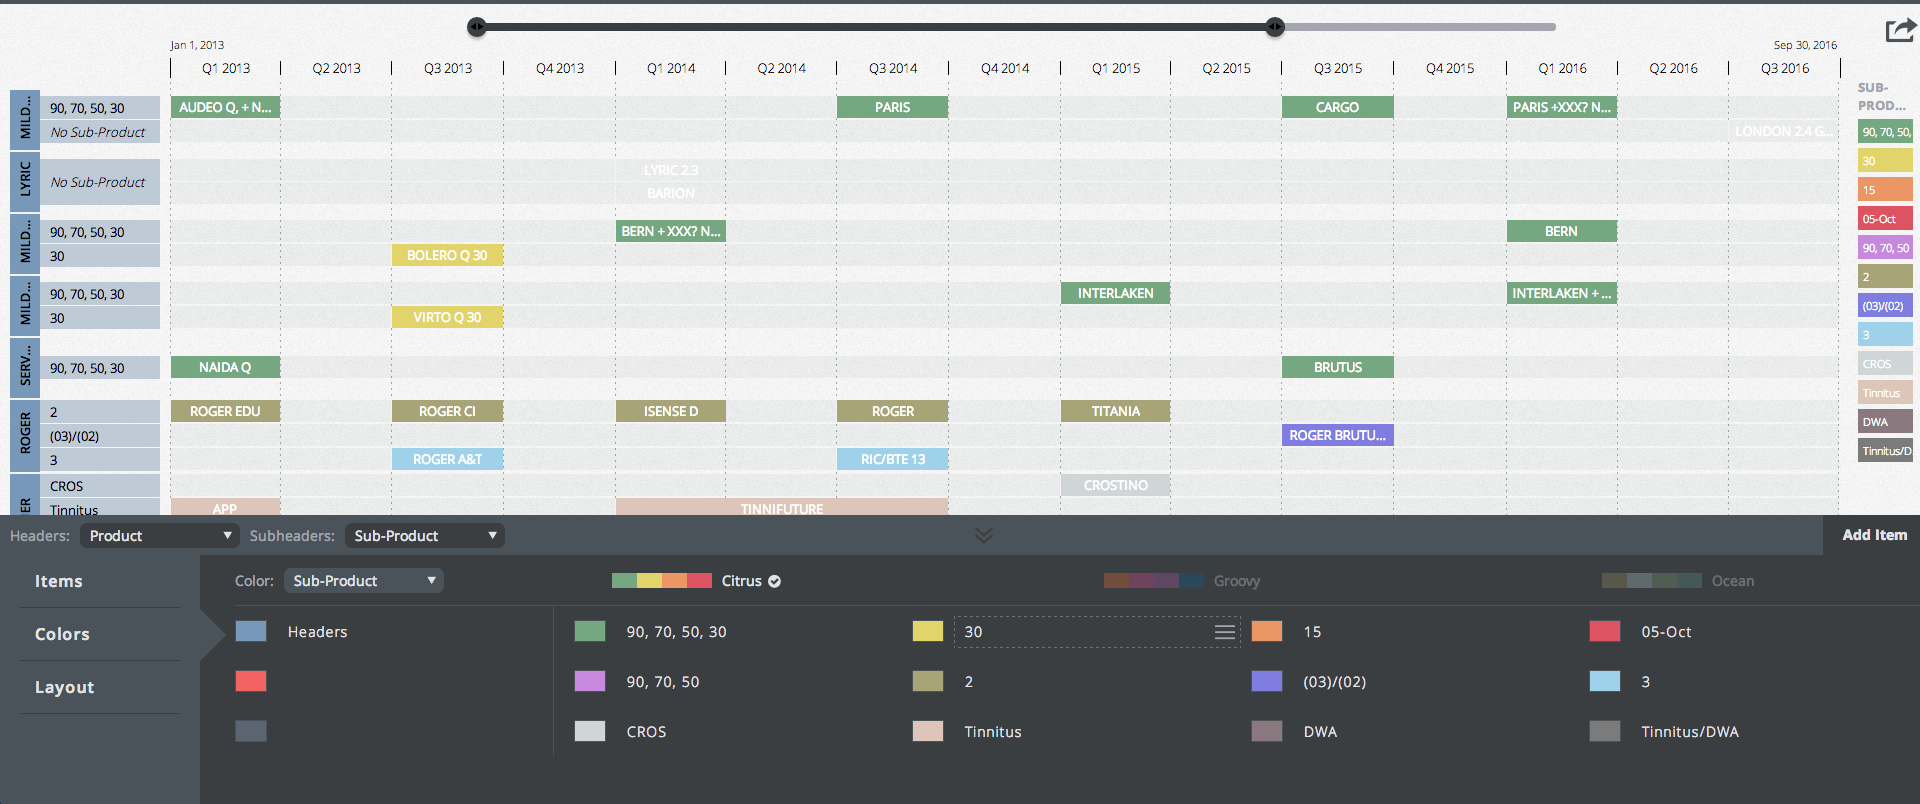 Jan 1, 2013
Sep 30, 2016
Q1 2013 Q2 2013 Q3 2013 Q4 2013 Q1 2014 Q2 2014 Q3 2014 Q4 2014 Q1 2015 Q2 2015 Q3 2015 Q4 2015 Q1 2016 Q2 2016 Q3 2016
MILD...
90, 70, 50, 30
AUDEO Q, + N...
PARIS
CARGO
PARIS +XXX? N...
No Sub-Product
LONDON 2.4 G...
LYRIC
No Sub-Product
LYRIC 2.3
BARION
MILD...
90, 70, 50, 30
BERN + XXX? N...
BERN
30
BOLERO Q 30
MILD...
90, 70, 50, 30
INTERLAKEN
INTERLAKEN + ...
30
VIRTO Q 30
SERV...
90, 70, 50, 30
NAIDA Q
BRUTUS
ROGER
2
ROGER EDU
ROGER CI
ISENSE D
ROGER
TITANIA
(03)/(02)
ROGER BRUTU...
3
ROGER A&T
RIC/BTE 13
ER
CROS
CROSTINO
Tinnitus
APP
TINNIFUTURE
SUB-
PROD...
90, 70, 50,
30
15
05-Oct
90, 70, 50
2
(03)/(02)
3
CROS
Tinnitus
DWA
Tinnitus/D
Headers: Product Subheaders: Sub-Product
Add Item
Items
Colors
Layout
Color: Sub-Product
Citrus
Groovy
Ocean
Headers
90, 70, 50, 30
30
15
05-Oct
90, 70, 50
2
(03)/(02)
3
CROS
Tinnitus
DWA
Tinnitus/DWA